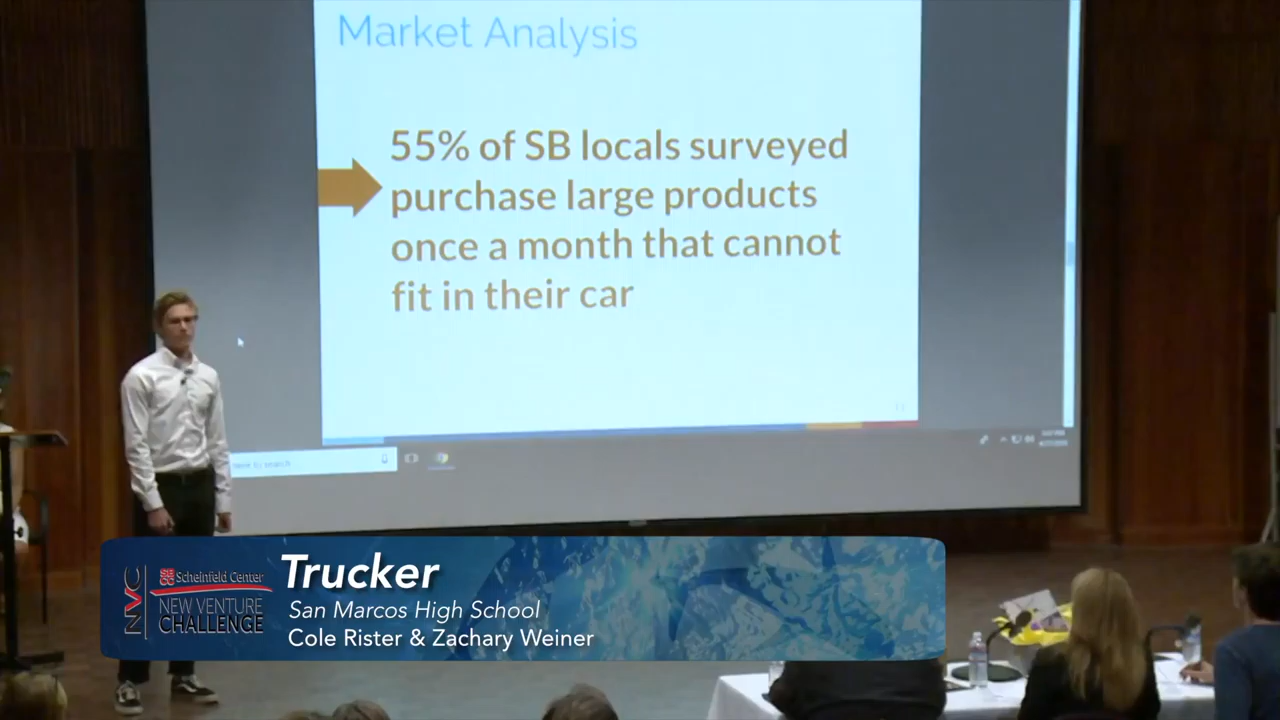 Market Analysis
55% of SB locals surveyed
purchase large products
once a month that cannot
fit in their car
Trucker
San Marcos High School
Cole Rister & Zachary Weiner
NVC
SBCC Scheinfeld Center
NEW VENTURE
CHALLENGE